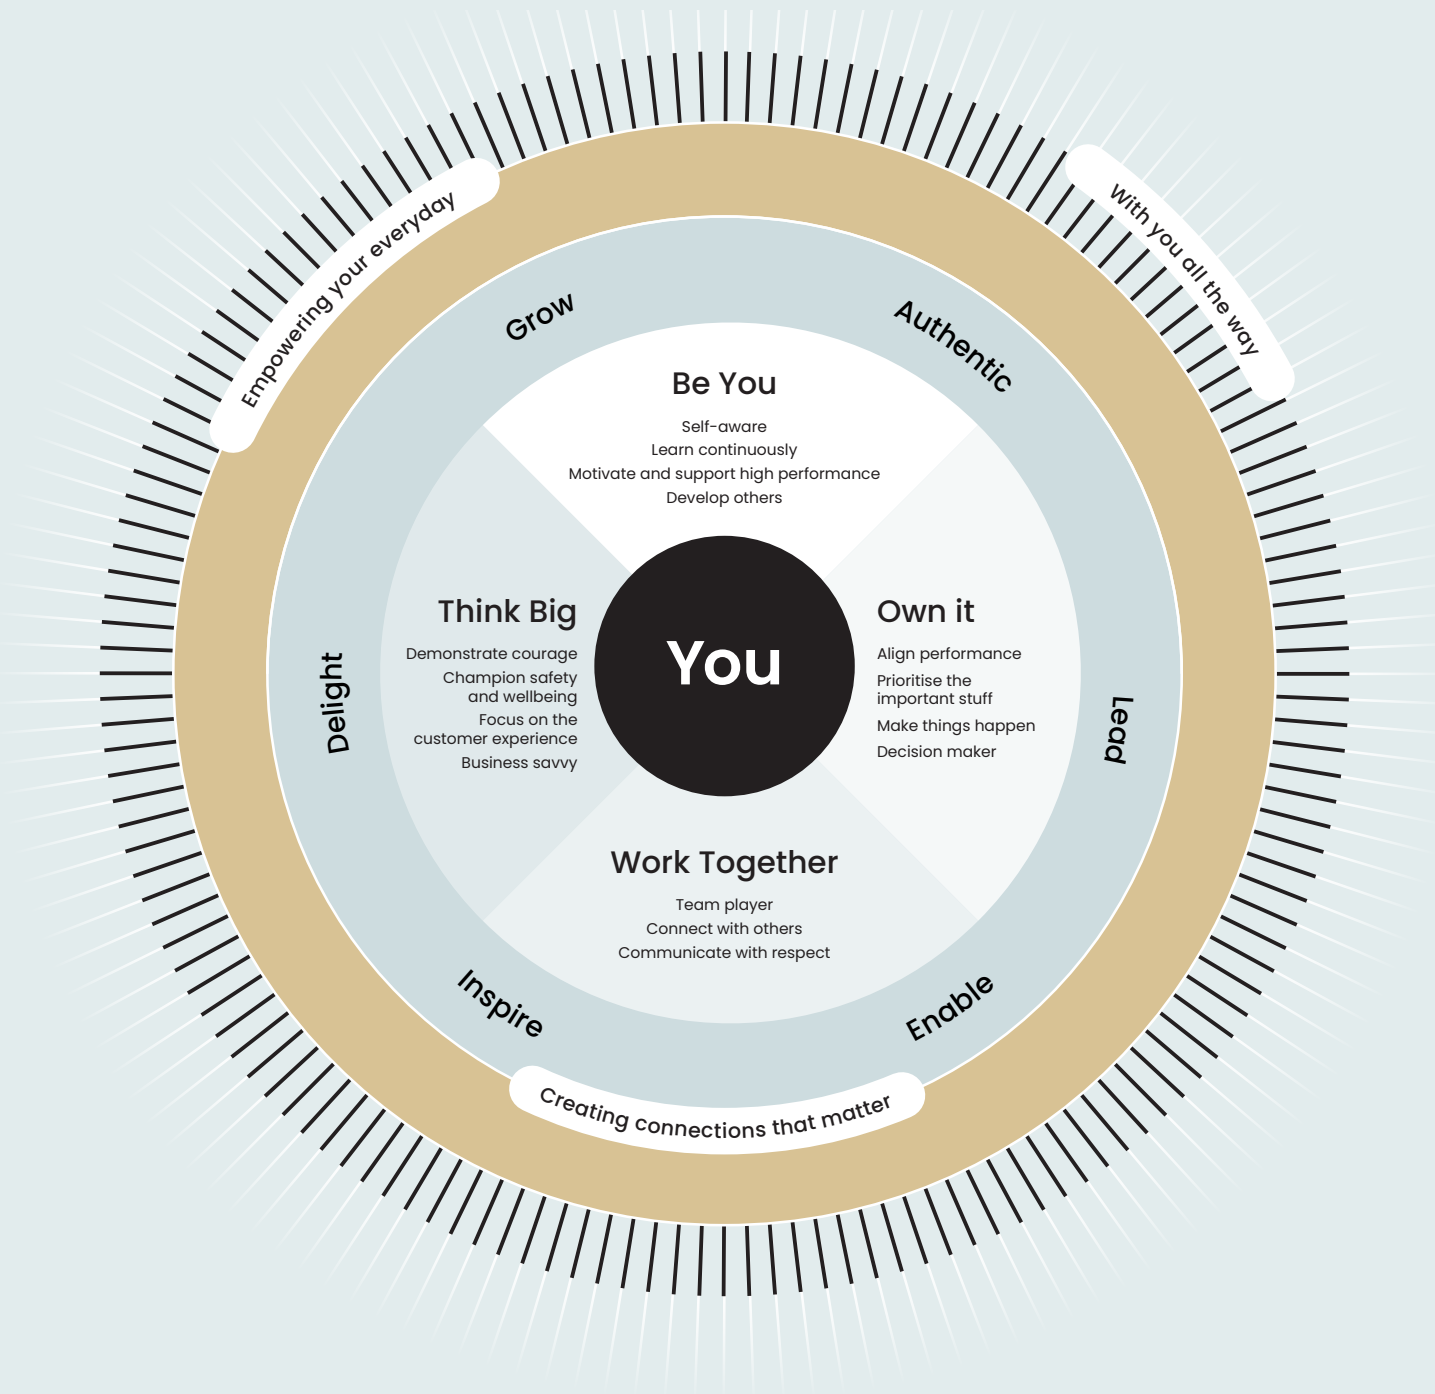 Empowering your everyday
With you all the way
Grow
Authentic
Be You
Self-aware
Learn continuously
Motivate and support high performance
Develop others
Think Big
Demonstrate courage
Champion safety
and wellbeing
Focus on the
customer experience
Business savvy
You
Own it
Align performance
Prioritise the
important stuff
Make things happen
Decision maker
Delight
Lead
Work Together
Team player
Connect with others
Communicate with respect
Inspire
Enable
Creating connections that matter